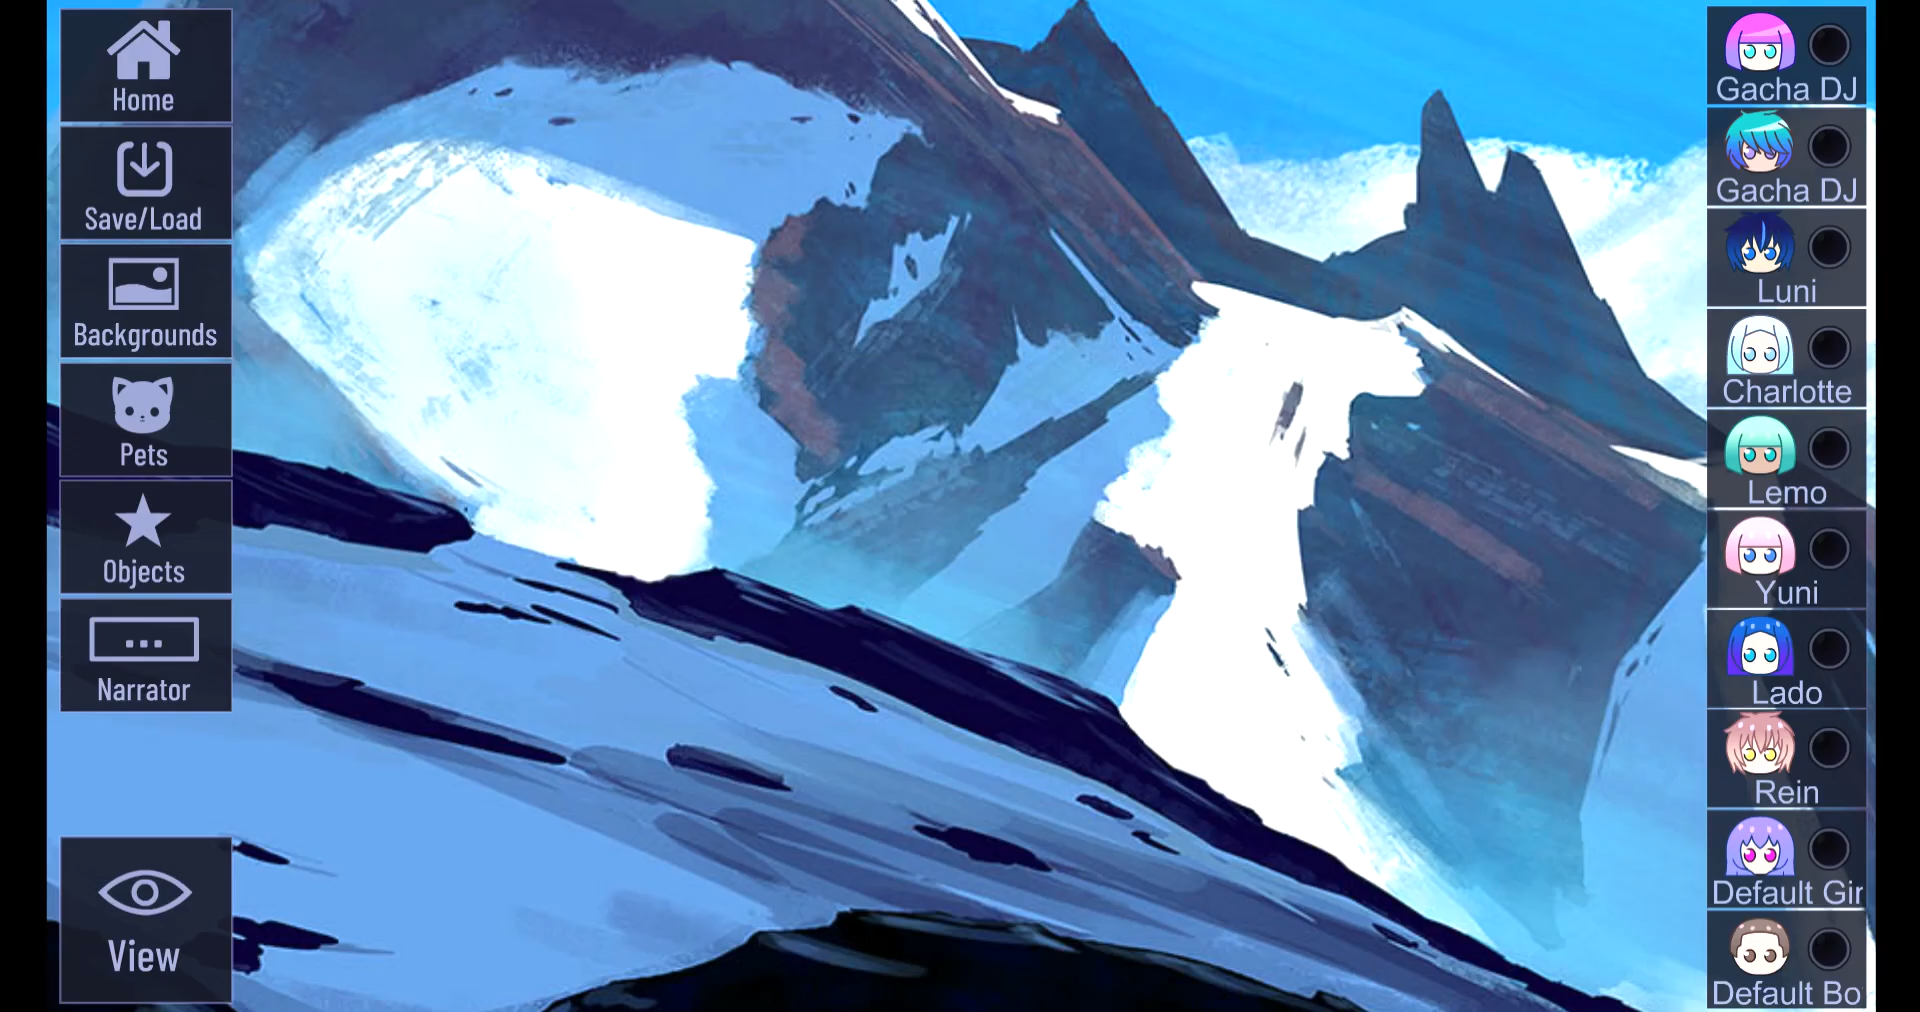 Home
Save/Load
Backgrounds
Pets
Objects
Narrator
View
Gacha DJ
Gacha DJ
Luni
Charlotte
Lemo
Yuni
Lado
Rein
Default Gir
Default Bo